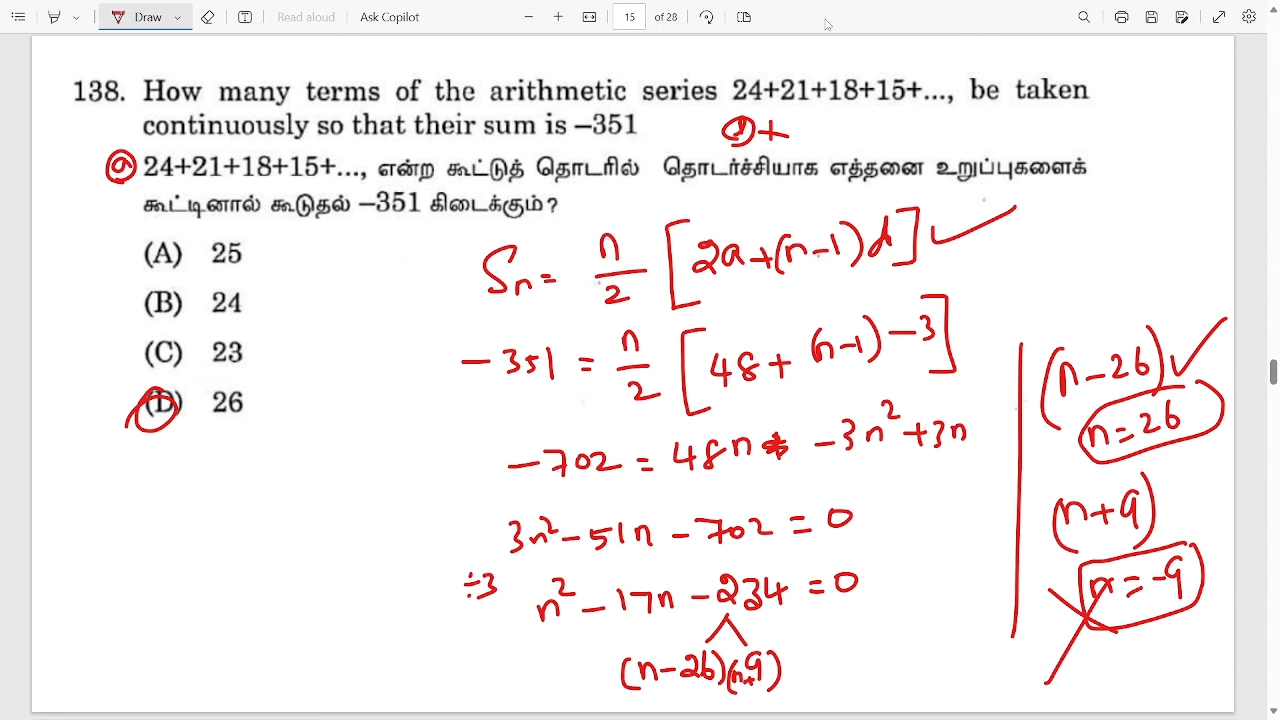 Draw
Read aloud
Ask Copilot
15 of 28
138. How many terms of the arithmetic series 24+21+18+15+..., be taken
continuously so that their sum is –351
24+21+18+15+..., என்ற கூட்டுத் தொடரில் தொடர்ச்சியாக எத்தனை உறுப்புகளைக்
கூட்டினால் கூடுதல் –351 கிடைக்கும்?
(A) 25
(B) 24
(C) 23
(D) 26
Sn = n/2 [2a+(n-1)d]
-351 = n/2 [48+(n-1)-3]
-702 = 48n -3n²+3n
3n²-51n-702=0
÷3 n²-17n-234=0
(n-26)(n+9)
(n-26)
n=26
(n+9)
n=-9